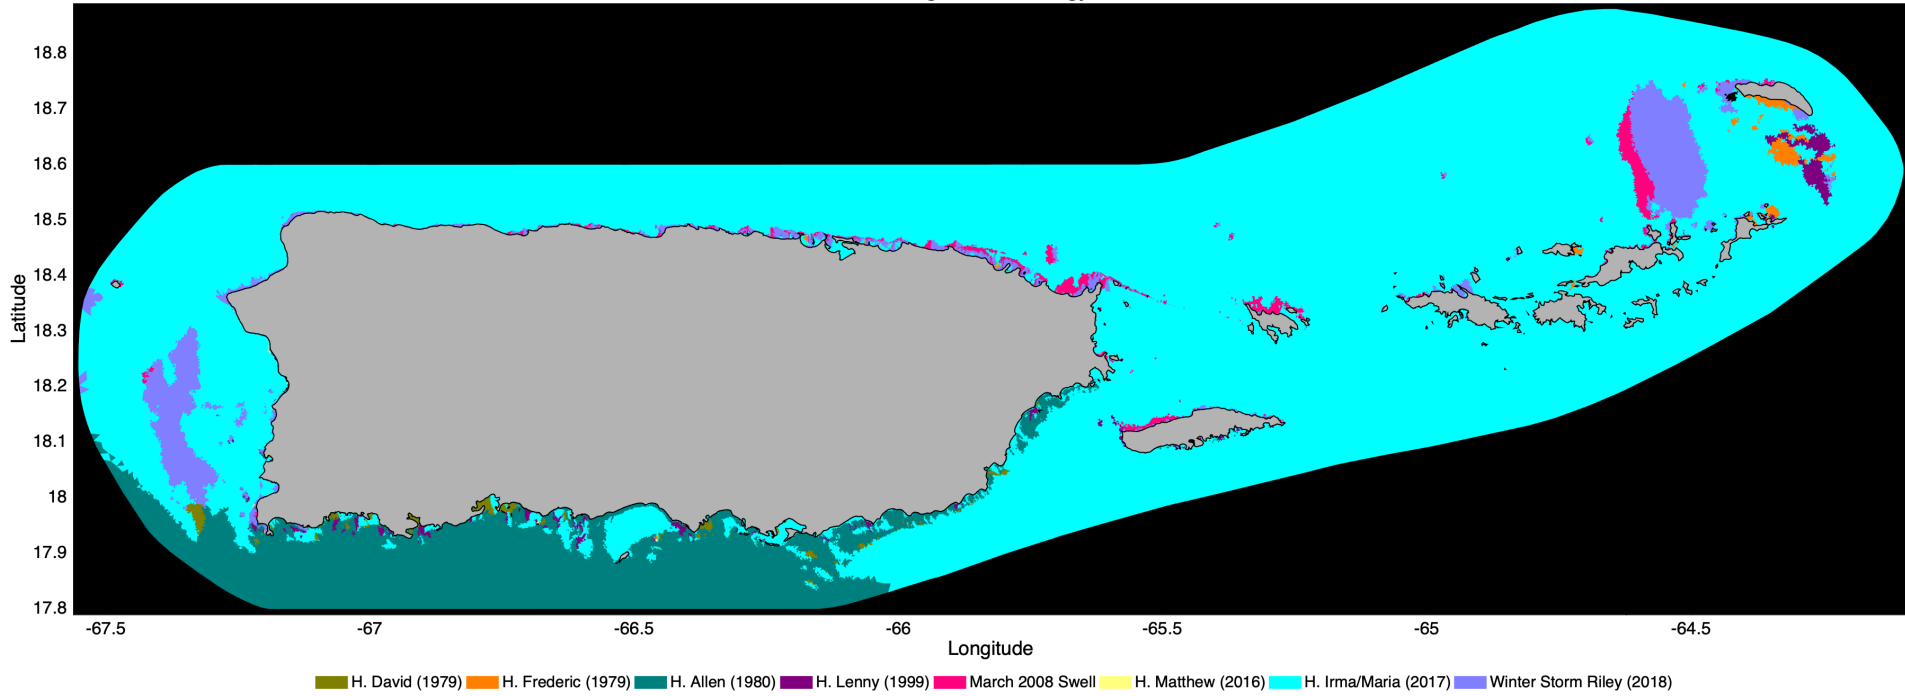 18.8
18.7
18.6
18.5
18.4
18.3
18.2
18.1
18
17.9
17.8
Latitude
-67.5 -67 -66.5 -66 -65.5 -65 -64.5
Longitude
H. David (1979) H. Frederic (1979) H. Allen (1980) H. Lenny (1999) March 2008 Swell H. Matthew (2016) H. Irma/Maria (2017) Winter Storm Riley (2018)